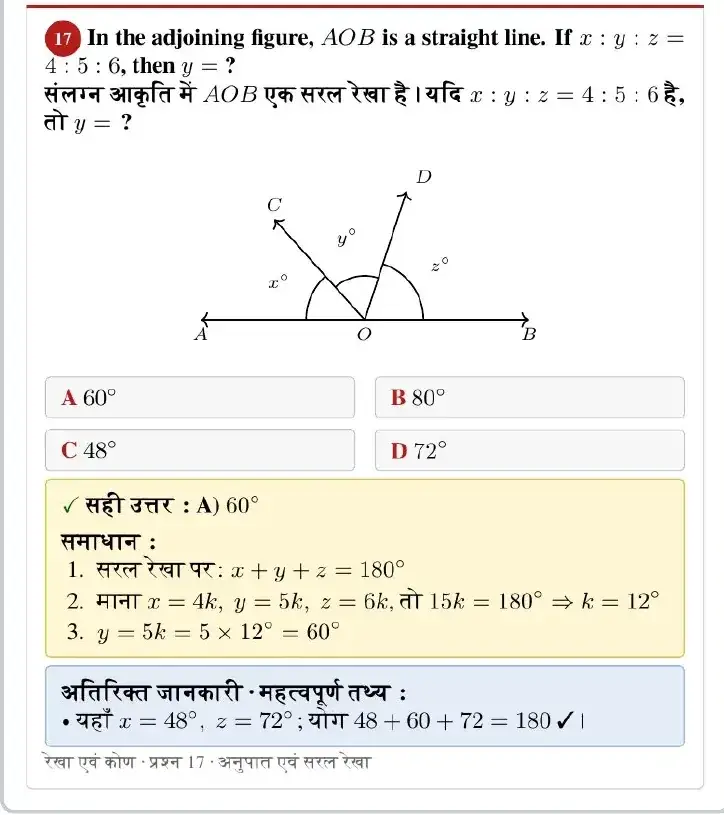 17 In the adjoining figure, AOB is a straight line. If x : y : z =
4 : 5 : 6, then y = ?
संलग्न आकृति में AOB एक सरल रेखा है। यदि x : y : z = 4 : 5 : 6 है,
तो y = ?
D
C
y°
z°
x°
A
O
B
A 60°
B 80°
C 48°
D 72°
✓ सही उत्तर : A) 60°
समाधान :
1. सरल रेखा पर: x + y + z = 180°
2. माना x = 4k, y = 5k, z = 6k, तो 15k = 180° ⇒ k = 12°
3. y = 5k = 5 × 12° = 60°
अतिरिक्त जानकारी · महत्वपूर्ण तथ्य :
• यहाँ x = 48°, z = 72°; योग 48 + 60 + 72 = 180 ✓।
रेखा एवं कोण · प्रश्न 17 · अनुपात एवं सरल रेखा